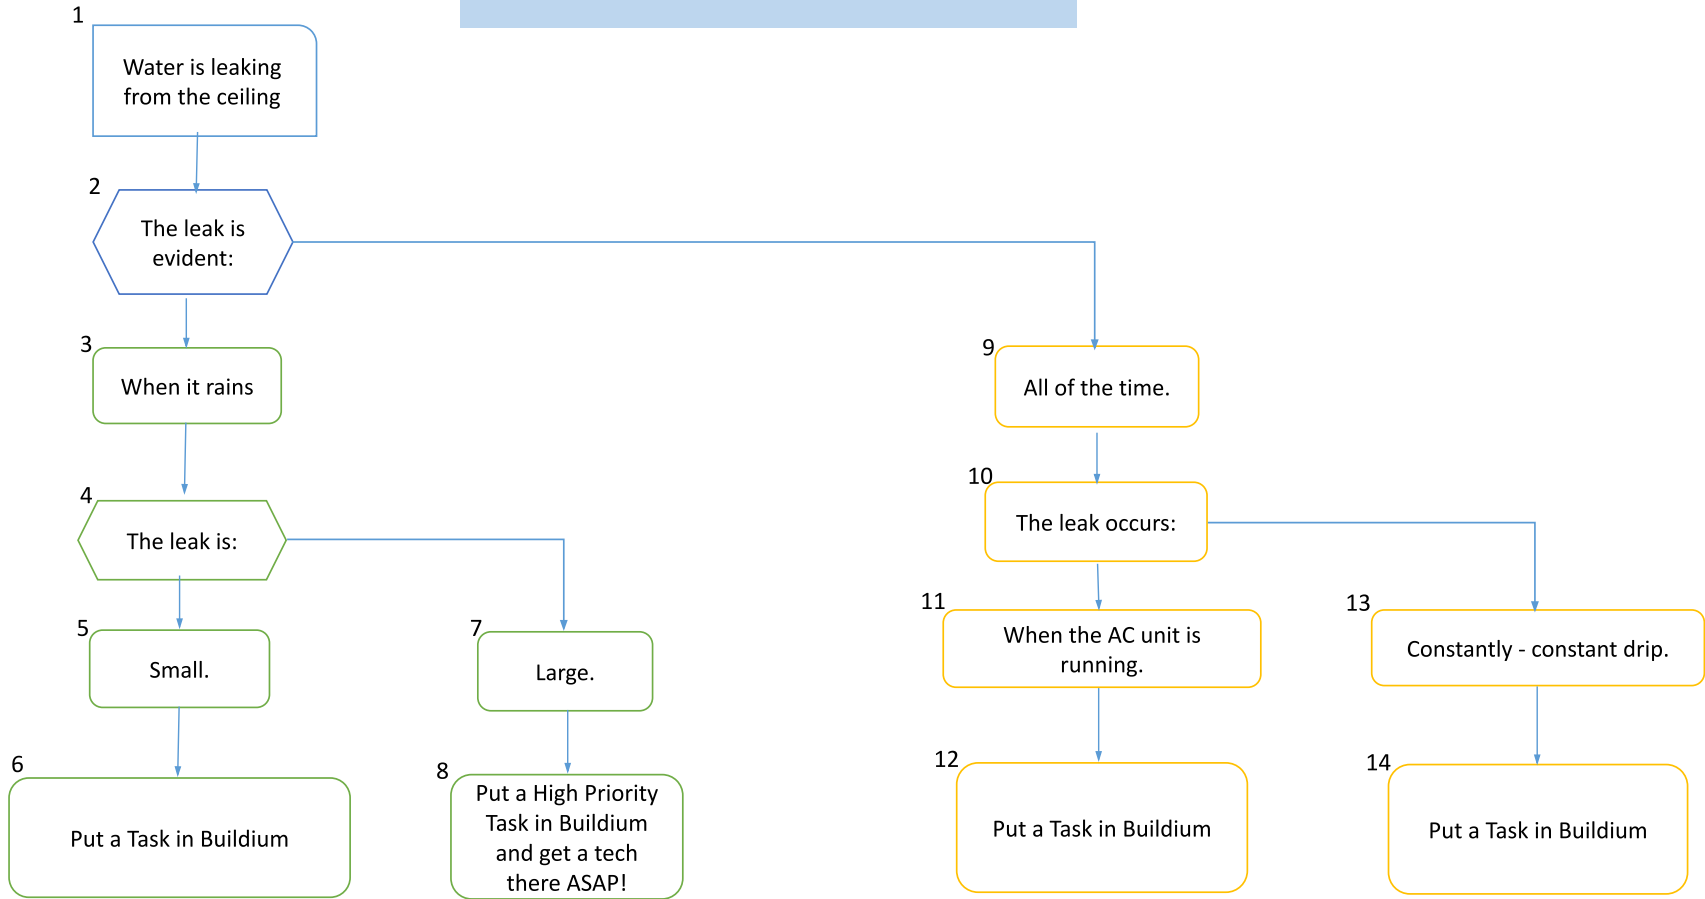 1
Water is leaking
from the ceiling
2
The leak is
evident:
3
When it rains
4
The leak is:
5
Small.
6
Put a Task in Buildium
7
Large.
8
Put a High Priority
Task in Buildium
and get a tech
there ASAP!
9
All of the time.
10
The leak occurs:
11
When the AC unit is
running.
12
Put a Task in Buildium
13
Constantly - constant drip.
14
Put a Task in Buildium